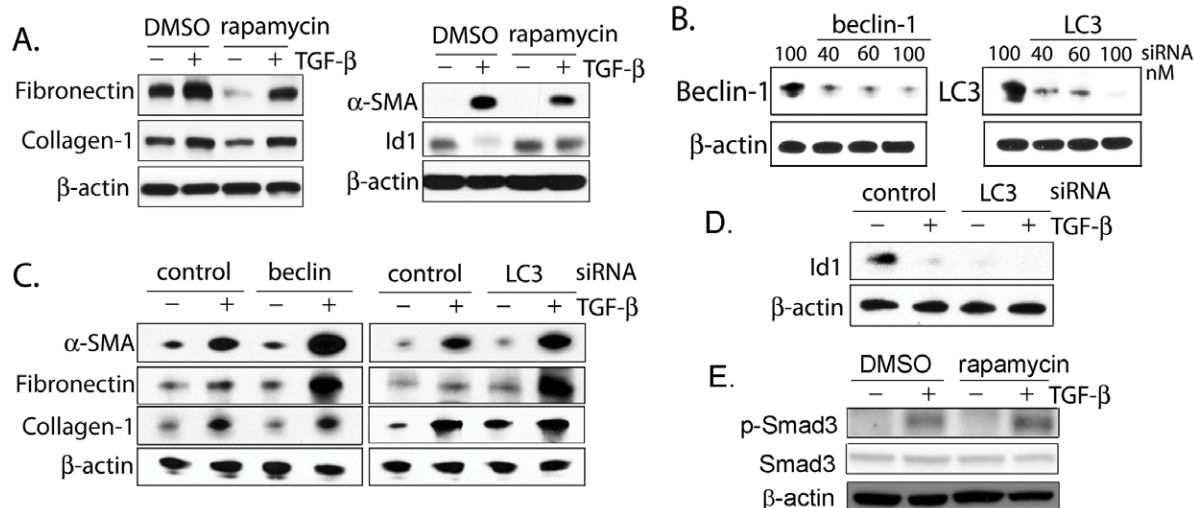 A.
DMSO rapamycin
− + − + TGF-β
Fibronectin
Collagen-1
β-actin
DMSO rapamycin
− + − + TGF-β
α-SMA
Id1
β-actin
B.
beclin-1
100 40 60 100
Beclin-1
β-actin
LC3
100 40 60 100 siRNA
nM
LC3
C.
control beclin control LC3 siRNA
− + − + − + − + TGF-β
α-SMA
Fibronectin
Collagen-1
β-actin
D.
control LC3 siRNA
− + − + TGF-β
Id1
β-actin
E.
DMSO rapamycin
− + − + TGF-β
p-Smad3
Smad3
β-actin